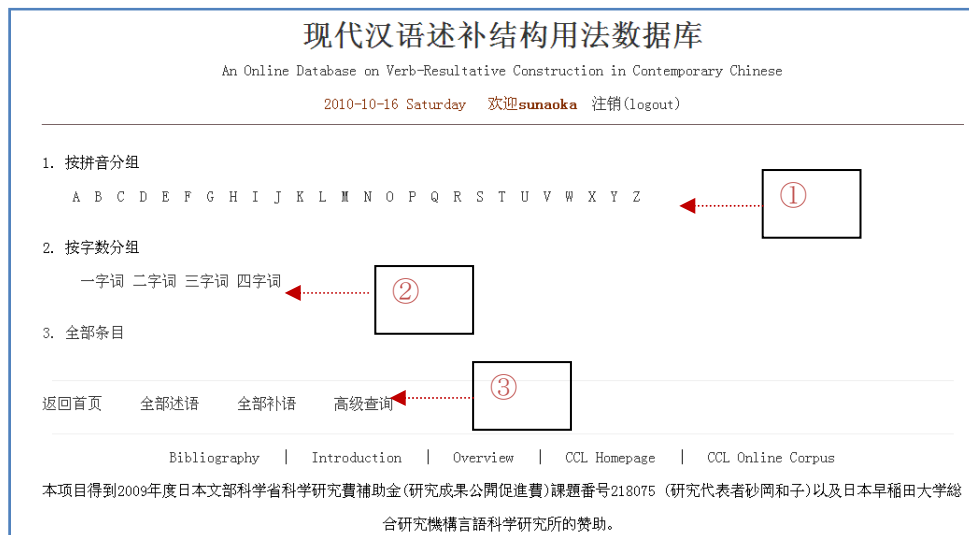 现代汉语述补结构用法数据库
An Online Database on Verb-Resultative Construction in Contemporary Chinese
2010-10-16 Saturday 欢迎sunaoka 注销(logout)
1. 按拼音分组
A B C D E F G H I J K L M N O P Q R S T U V W X Y Z
①
2. 按字数分组
一字词 二字词 三字词 四字词
②
3. 全部条目
③
返回首页 全部述语 全部补语 高级查询
Bibliography | Introduction | Overview | CCL Homepage | CCL Online Corpus
本项目得到2009年度日本文部科学省科学研究費補助金(研究成果公開促進費)課題番号218075 (研究代表者砂岡和子)以及日本早稲田大学総
合研究機構言語科学研究所的赞助。